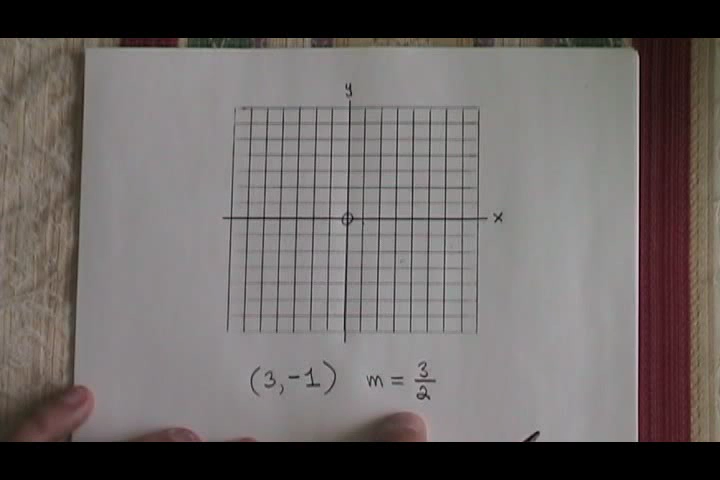 y
x
(3,-1) m = 3/2